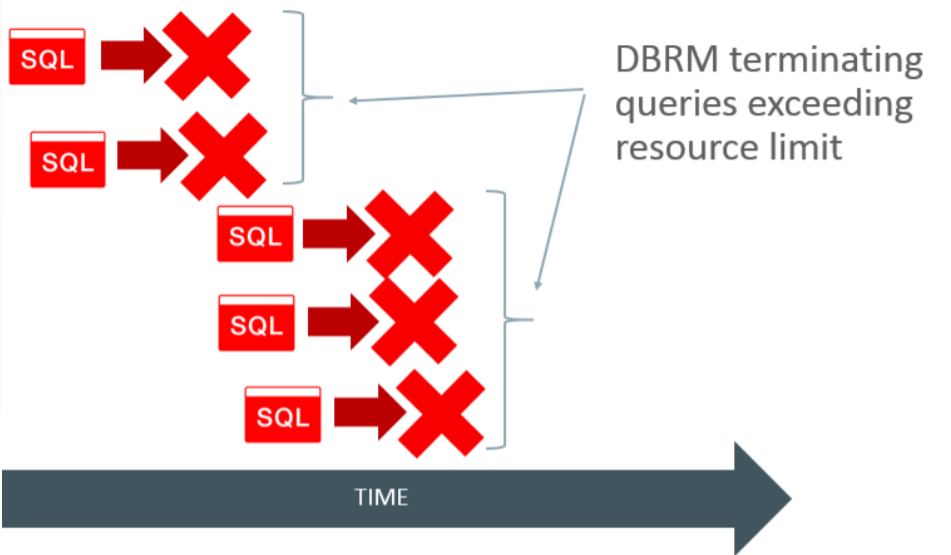 SQL
DBRM terminating
queries exceeding
resource limit
SQL
SQL
SQL
SQL
TIME